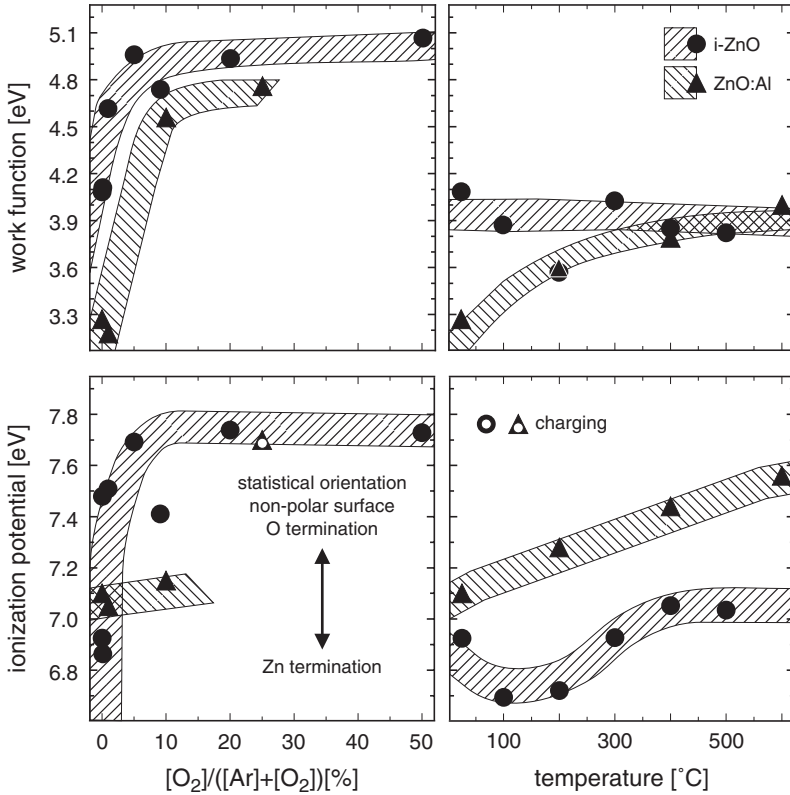 5.1
4.8
4.5
4.2
3.9
3.6
3.3
work function [eV]
i-ZnO
ZnO:Al
7.8
7.6
7.4
7.2
7.0
6.8
ionization potential [eV]
statistical orientation
non-polar surface
O termination
Zn termination
charging
0 10 20 30 40 50
[O₂]/([Ar]+[O₂])[%]
100 300 500
temperature [˚C]